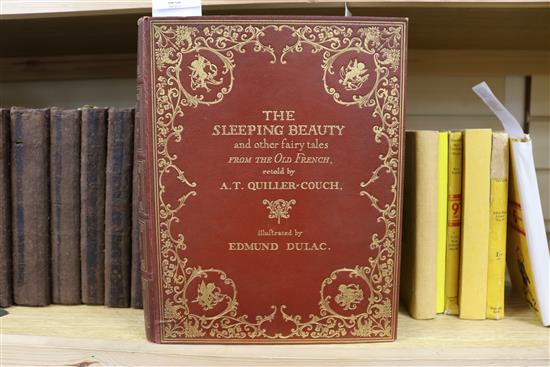 THE
SLEEPING BEAUTY
and other fairy tales
FROM THE OLD FRENCH,
retold by
A.T. QUILLER-COUCH.
illustrated by
EDMUND DULAC.